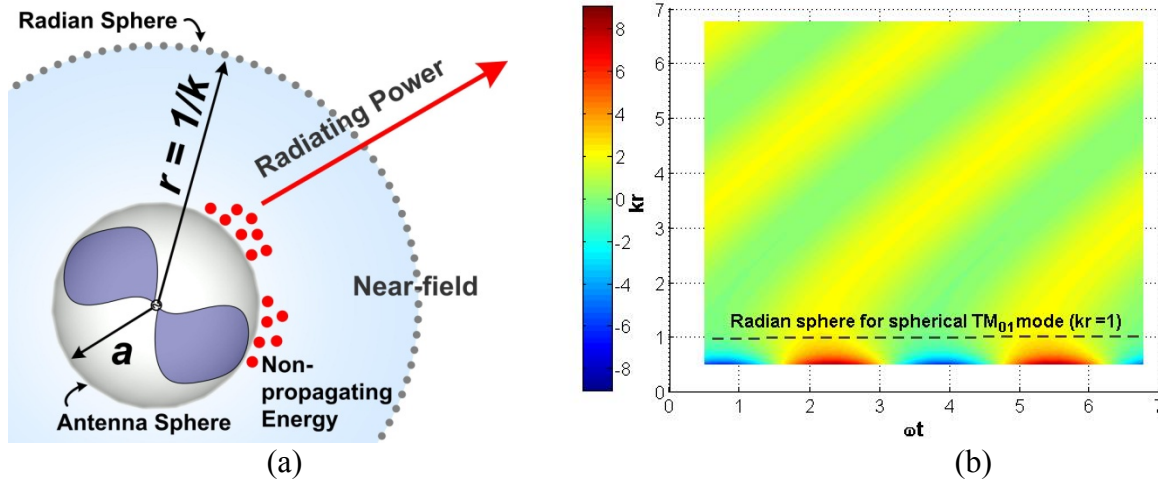 Radian Sphere
r = 1/k
Radiating Power
Near-field
a
Non-
propagating
Energy
Antenna Sphere
(a)
8
6
4
2
0
-2
-4
-6
-8
kr
7
6
5
4
3
2
1
0
Radian sphere for spherical TM01 mode (kr =1)
0 1 2 3 4 5 6 7
ωt
(b)